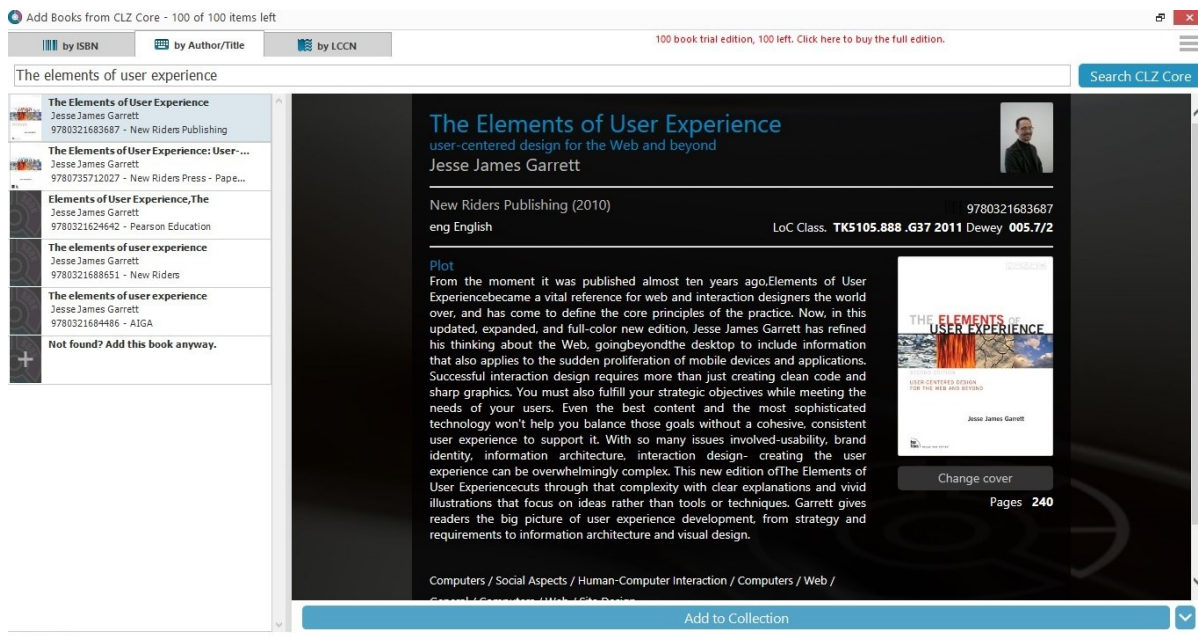 Add Books from CLZ Core - 100 of 100 items left
by ISBN
by Author/Title
by LCCN
100 book trial edition, 100 left. Click here to buy the full edition.
The elements of user experience
Search CLZ Core
The Elements of User Experience
Jesse James Garrett
9780321683687 - New Riders Publishing
The Elements of User Experience: User-...
Jesse James Garrett
9780735712027 - New Riders Press - Pape...
Elements of User Experience,The
Jesse James Garrett
9780321624642 - Pearson Education
The elements of user experience
Jesse James Garrett
9780321688651 - New Riders
The elements of user experience
Jesse James Garrett
9780321684486 - AIGA
Not found? Add this book anyway.
The Elements of User Experience
user-centered design for the Web and beyond
Jesse James Garrett
New Riders Publishing (2010)
9780321683687
eng English
LoC Class. TK5105.888 .G37 2011 Dewey 005.7/2
Plot
From the moment it was published almost ten years ago,Elements of User
Experiencebecame a vital reference for web and interaction designers the world
over, and has come to define the core principles of the practice. Now, in this
updated, expanded, and full-color new edition, Jesse James Garrett has refined
his thinking about the Web, goingbeyondthe desktop to include information
that also applies to the sudden proliferation of mobile devices and applications.
Successful interaction design requires more than just creating clean code and
sharp graphics. You must also fulfill your strategic objectives while meeting the
needs of your users. Even the best content and the most sophisticated
technology won't help you balance those goals without a cohesive, consistent
user experience to support it. With so many issues involved-usability, brand
identity, information architecture, interaction design- creating the user
experience can be overwhelmingly complex. This new edition ofThe Elements of
User Experiencecuts through that complexity with clear explanations and vivid
illustrations that focus on ideas rather than tools or techniques. Garrett gives
readers the big picture of user experience development, from strategy and
requirements to information architecture and visual design.
THE ELEMENTS OF
USER EXPERIENCE
SECOND EDITION
USER-CENTERED DESIGN
FOR THE WEB AND BEYOND
Jesse James Garrett
Change cover
Pages 240
Computers / Social Aspects / Human-Computer Interaction / Computers / Web /
General / Computers / Web / Site Design
Add to Collection